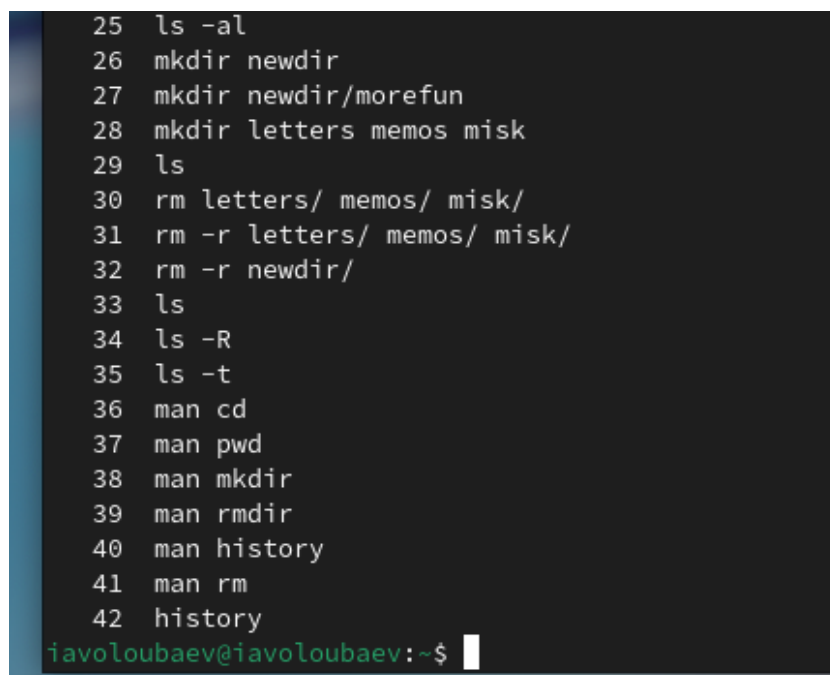 25 ls -al
26 mkdir newdir
27 mkdir newdir/morefun
28 mkdir letters memos misk
29 ls
30 rm letters/ memos/ misk/
31 rm -r letters/ memos/ misk/
32 rm -r newdir/
33 ls
34 ls -R
35 ls -t
36 man cd
37 man pwd
38 man mkdir
39 man rmdir
40 man history
41 man rm
42 history
iavoloubaev@iavoloubaev:~$